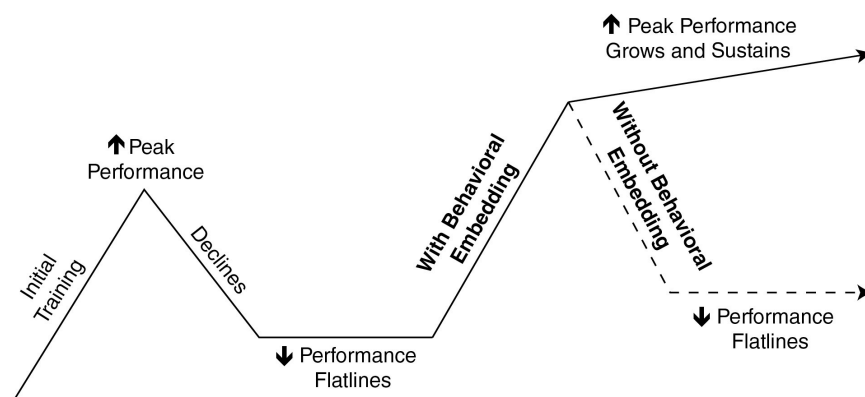 Initial
Training
↑ Peak
Performance
Declines
↓ Performance
Flatlines
With Behavioral
Embedding
↑ Peak Performance
Grows and Sustains
Without Behavioral
Embedding
↓ Performance
Flatlines